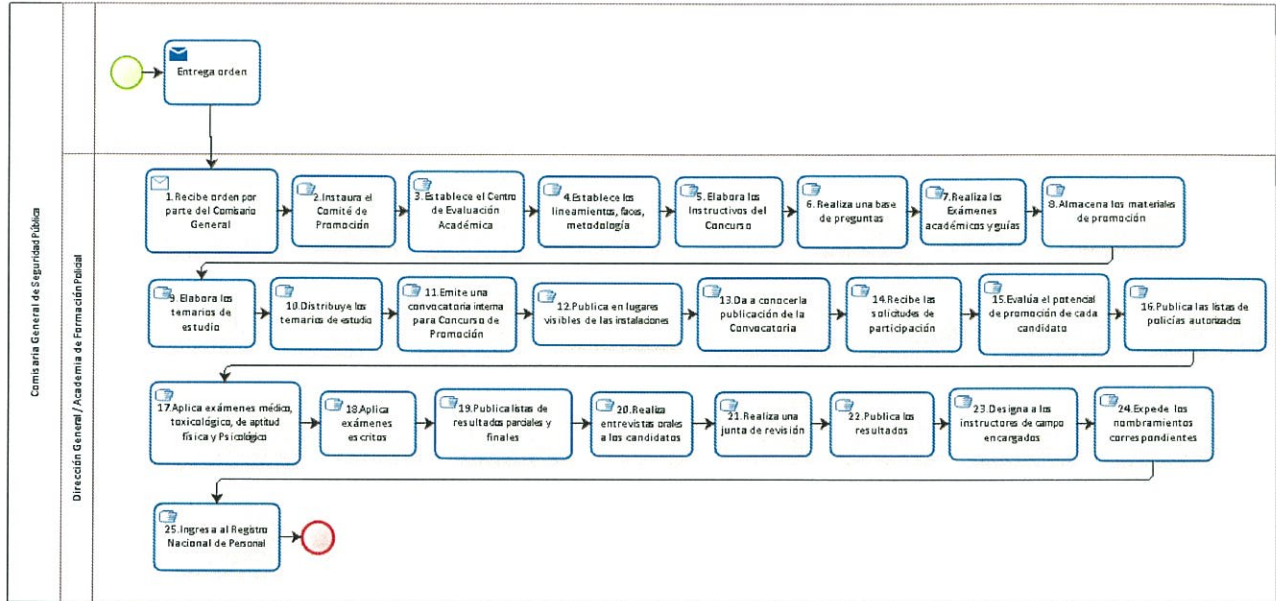 Comisaria General de Seguridad Pública
Dirección General / Academia de Formación Policial
Entrega orden
1.Recibe orden por
parte del Comisario
General
2.Instaura el
Comité de
Promoción
3.Establece el Centro
de Evaluación
Académica
4.Establece los
lineamientos, fases,
metodología
5. Elabora los
Instructivos del
Concurso
6.Realiza una base
de preguntas
7.Realiza los
Exámenes
académicos y guías
8.Almacena los materiales
de promoción
9. Elabora los
temarios de
estudio
10.Distribuye los
temarios de estudio
11.Emite una
convocatoria interna
para Concurso de
Promoción
12.Publica en lugares
visibles de las instalaciones
13.Da a conocer la
publicación de la
Convocatoria
14.Recibe las
solicitudes de
participación
15.Evalúa el potencial
de promoción de cada
candidato
16.Publica las listas de
policías autorizados
17.Aplica exámenes médico,
toxicológico, de aptitud
física y Psicológico
18.Aplica
exámenes
escritos
19.Publica listas de
resultados parciales y
finales
20.Realiza
entrevistas orales
a los candidatos
21.Realiza una
junta de revisión
22.Publica los
resultados
23.Designa a los
instructores de campo
encargados
24.Expede los
nombramientos
correspondientes
25.Ingresa al Registro
Nacional de Personal